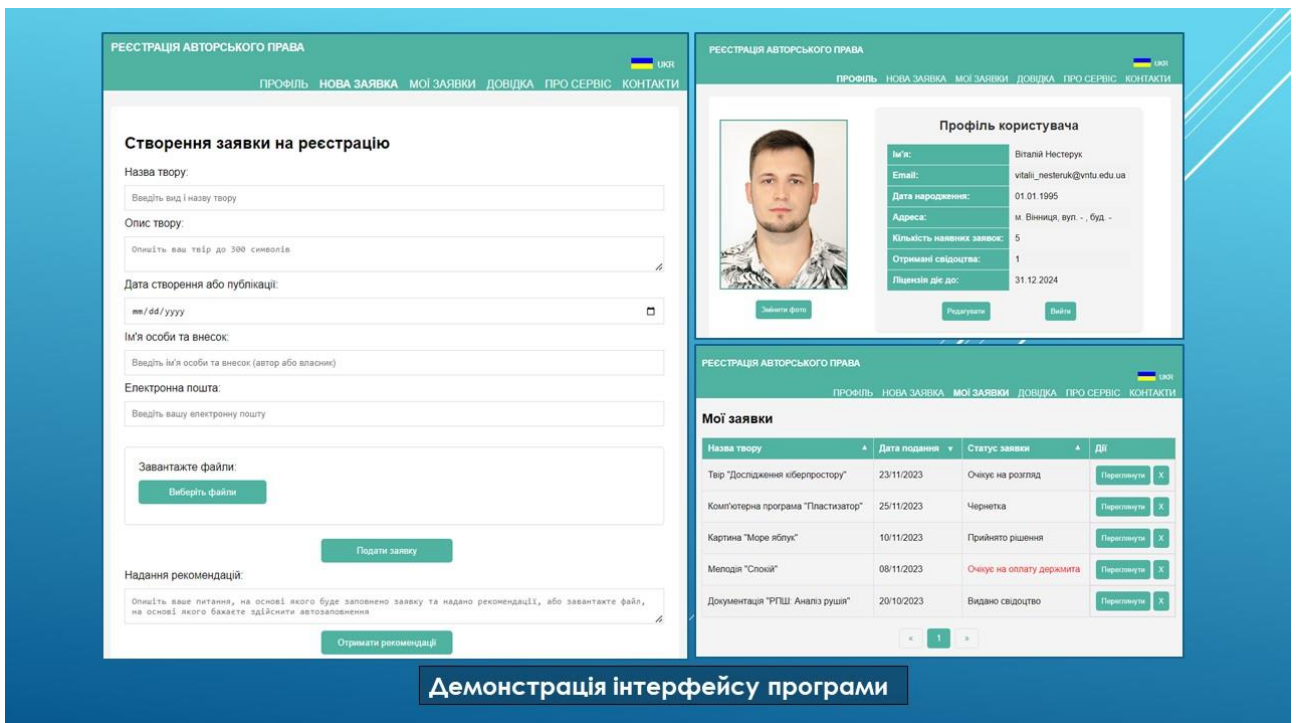 РЕЄСТРАЦІЯ АВТОРСЬКОГО ПРАВА
UKR
ПРОФІЛЬ НОВА ЗАЯВКА МОЇ ЗАЯВКИ ДОВІДКА ПРО СЕРВІС КОНТАКТИ
Створення заявки на реєстрацію
Назва твору:
Введіть вид і назву твору
Опис твору:
Опишіть ваш твір до 300 символів
Дата створення або публікації:
mm/dd/yyyy
Ім'я особи та внесок:
Введіть ім'я особи та внесок (автор або власник)
Електронна пошта:
Введіть вашу електронну пошту
Завантажте файли:
Виберіть файли
Подати заявку
Надання рекомендацій:
Опишіть ваше питання, на основі якого буде заповнено заявку та надано рекомендації, або завантажте файл,
на основі якого бажаєте здійснити автозаповнення
Отримати рекомендації
РЕЄСТРАЦІЯ АВТОРСЬКОГО ПРАВА
UKR
ПРОФІЛЬ НОВА ЗАЯВКА МОЇ ЗАЯВКИ ДОВІДКА ПРО СЕРВІС КОНТАКТИ
Профіль користувача
Ім'я: Віталій Нестерук
Email: vitalii_nesteruk@vntu.edu.ua
Дата народження: 01.01.1995
Адреса: м. Вінниця, вул. - , буд. -
Кількість наявних заявок: 5
Отримані свідоцтва: 1
Ліцензія діє до: 31.12.2024
Змінити фото
Редагувати Вийти
РЕЄСТРАЦІЯ АВТОРСЬКОГО ПРАВА
UKR
ПРОФІЛЬ НОВА ЗАЯВКА МОЇ ЗАЯВКИ ДОВІДКА ПРО СЕРВІС КОНТАКТИ
Мої заявки
Назва твору ▲ Дата подання ▼ Статус заявки ▲ Дії
Твір "Дослідження кіберпростору" 23/11/2023 Очікує на розгляд Переглянути X
Комп'ютерна програма "Пластизатор" 25/11/2023 Чернетка Переглянути X
Картина "Море яблук" 10/11/2023 Прийнято рішення Переглянути X
Мелодія "Спокій" 08/11/2023 Очікує на оплату держмита Переглянути X
Документація "РПШ: Аналіз рушія" 20/10/2023 Видано свідоцтво Переглянути X
« 1 »
Демонстрація інтерфейсу програми